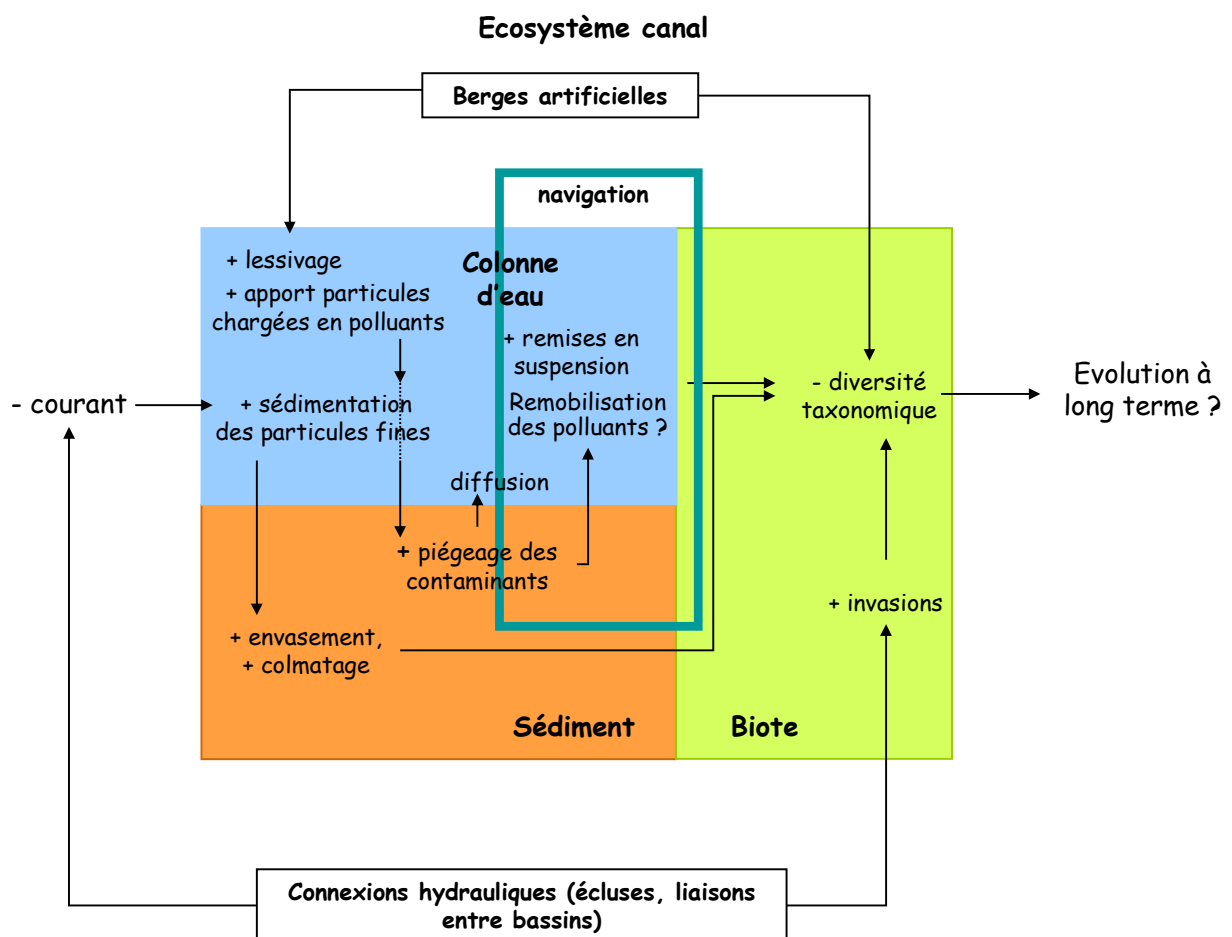 Ecosystème canal
Berges artificielles
navigation
+ lessivage
+ apport particules
chargées en polluants
Colonne
d'eau
+ remises en
suspension
Remobilisation
des polluants ?
- courant
+ sédimentation
des particules fines
- diversité
taxonomique
Evolution à
long terme ?
diffusion
+ piégeage des
contaminants
+ envasement,
+ colmatage
+ invasions
Sédiment
Biote
Connexions hydrauliques (écluses, liaisons
entre bassins)